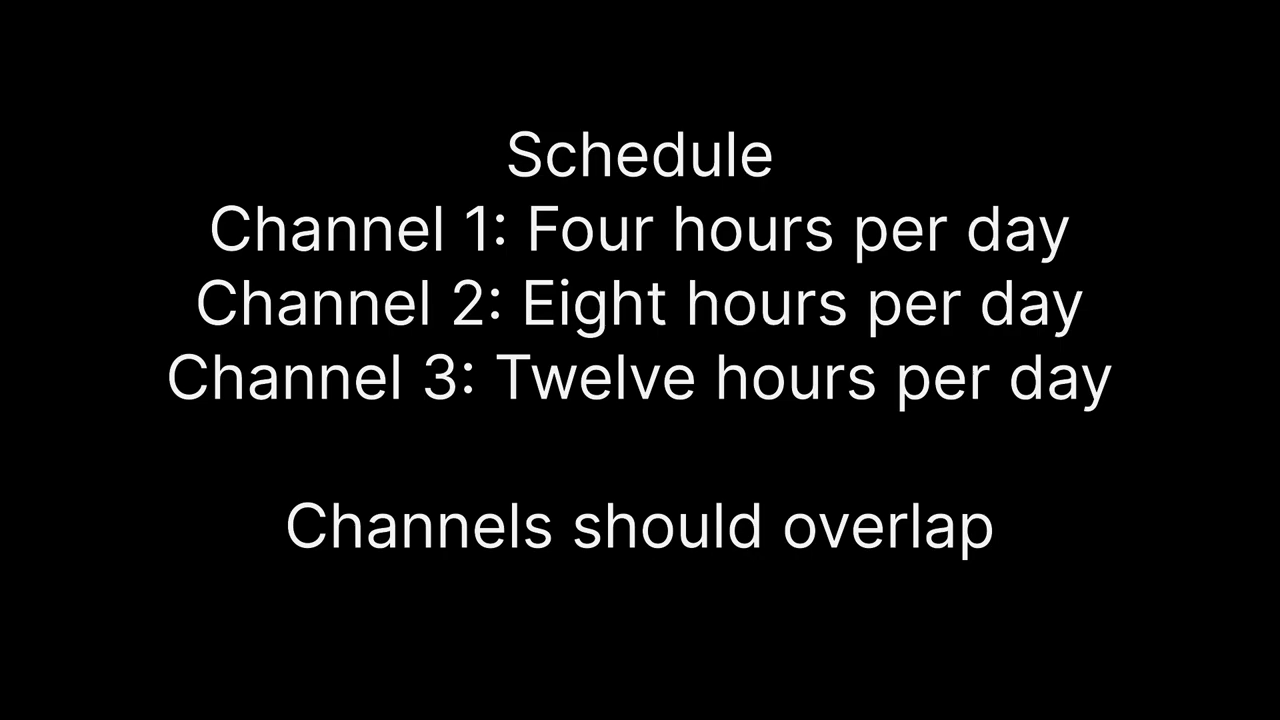 Schedule
Channel 1: Four hours per day
Channel 2: Eight hours per day
Channel 3: Twelve hours per day
Channels should overlap